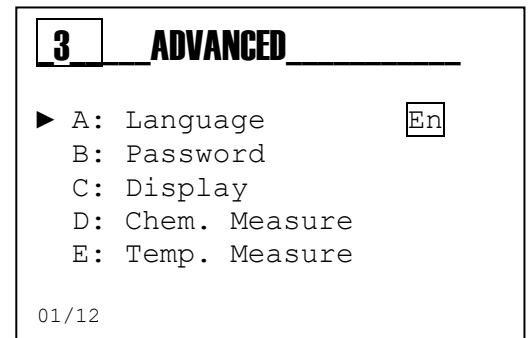 3 ADVANCED
► A: Language En
B: Password
C: Display
D: Chem. Measure
E: Temp. Measure
01/12